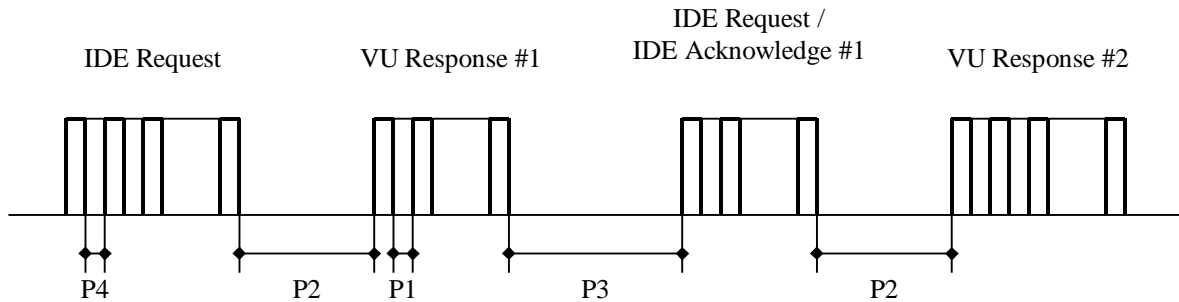 IDE Request
VU Response #1
IDE Request /
IDE Acknowledge #1
VU Response #2
P4
P2
P1
P3
P2